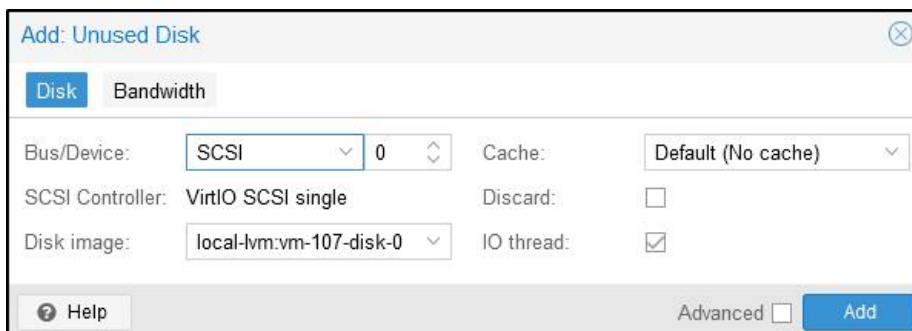 Add: Unused Disk
Disk Bandwidth
Bus/Device: SCSI 0 Cache: Default (No cache)
SCSI Controller: VirtIO SCSI single Discard:
Disk image: local-lvm:vm-107-disk-0 IO thread:
Help Advanced Add